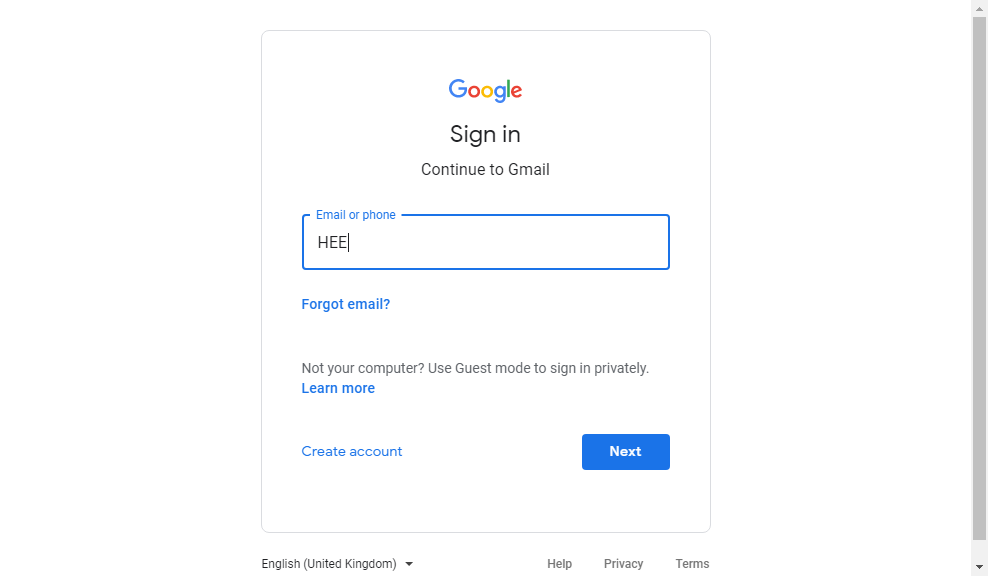 Google
Sign in
Continue to Gmail
Email or phone
HEE
Forgot email?
Not your computer? Use Guest mode to sign in privately.
Learn more
Create account
Next
English (United Kingdom)
Help
Privacy
Terms